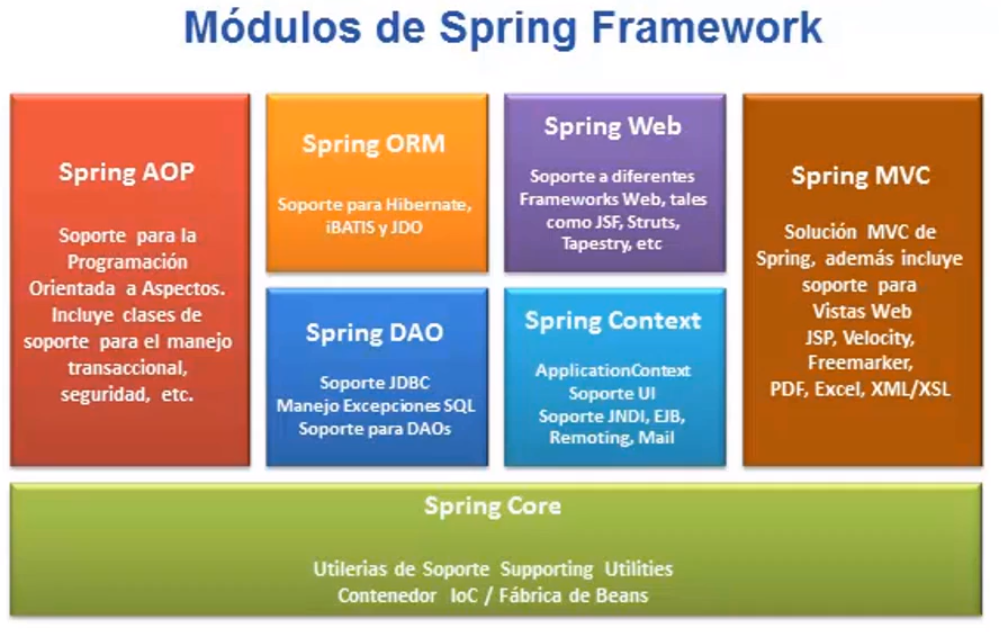 Módulos de Spring Framework
Spring AOP
Soporte para la
Programación
Orientada a Aspectos.
Incluye clases de
soporte para el manejo
transaccional,
seguridad, etc.
Spring ORM
Soporte para Hibernate,
iBATIS y JDO
Spring Web
Soporte a diferentes
Frameworks Web, tales
como JSF, Struts,
Tapestry, etc
Spring MVC
Solución MVC de
Spring, además incluye
soporte para
Vistas Web
JSP, Velocity,
Freemarker,
PDF, Excel, XML/XSL
Spring DAO
Soporte JDBC
Manejo Excepciones SQL
Soporte para DAOs
Spring Context
ApplicationContext
Soporte UI
Soporte JNDI, EJB,
Remoting, Mail
Spring Core
Utilerias de Soporte Supporting Utilities
Contenedor IoC / Fábrica de Beans